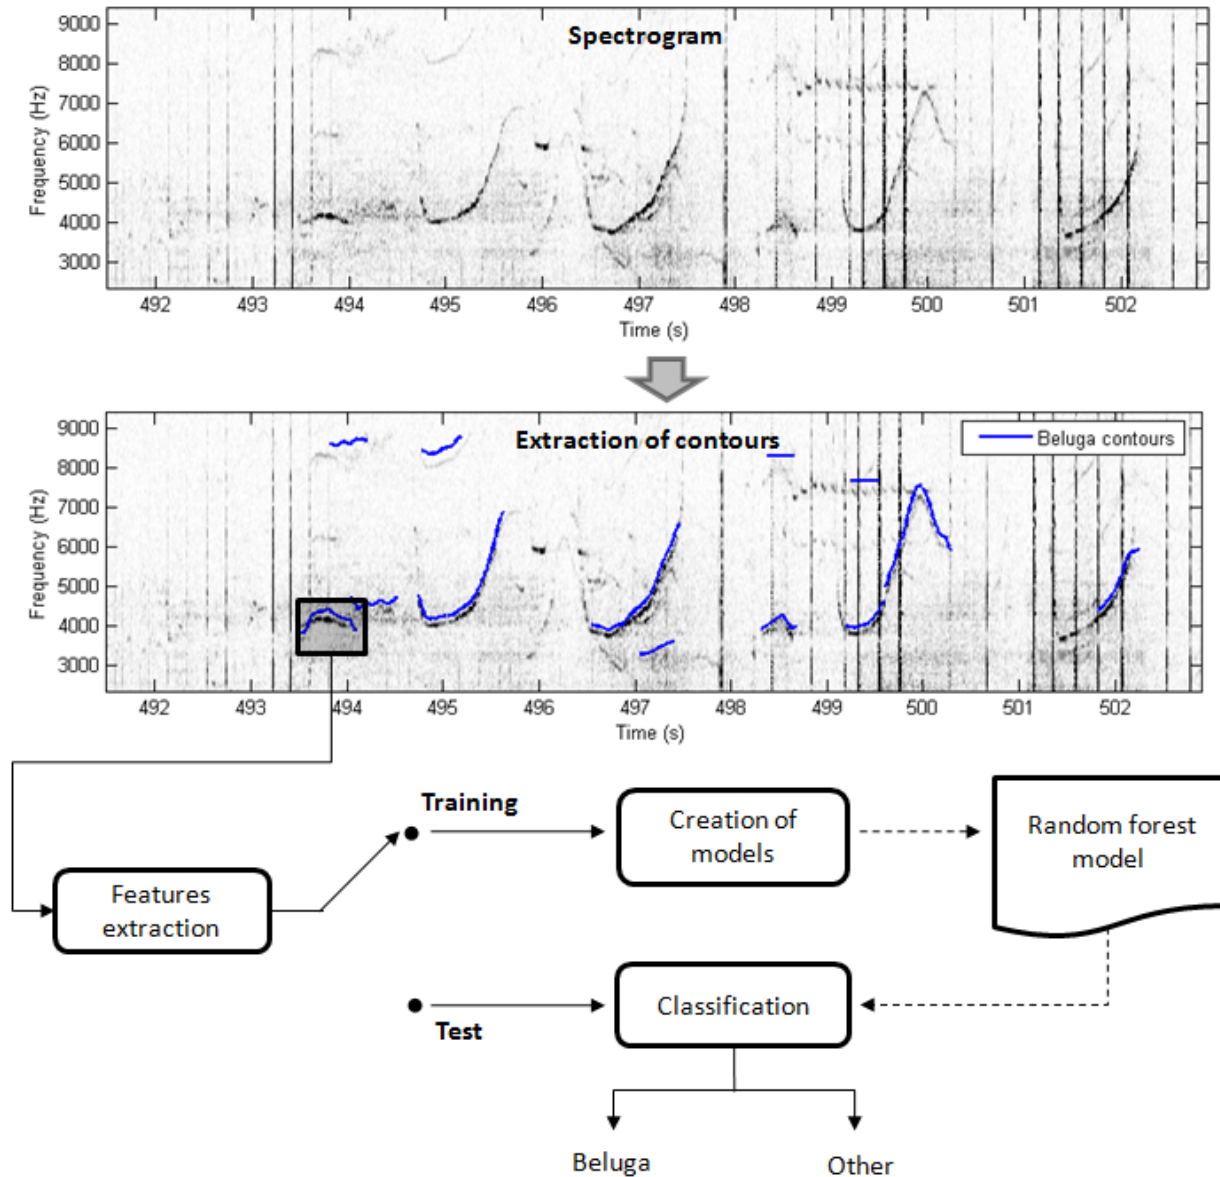 Spectrogram
9000
8000
7000
6000
5000
4000
3000
Frequency (Hz)
492 493 494 495 496 497 498 499 500 501 502
Time (s)
Extraction of contours
Beluga contours
9000
8000
7000
6000
5000
4000
3000
Frequency (Hz)
492 493 494 495 496 497 498 499 500 501 502
Time (s)
Training
Creation of
models
Random forest
model
Features
extraction
Test
Classification
Beluga
Other